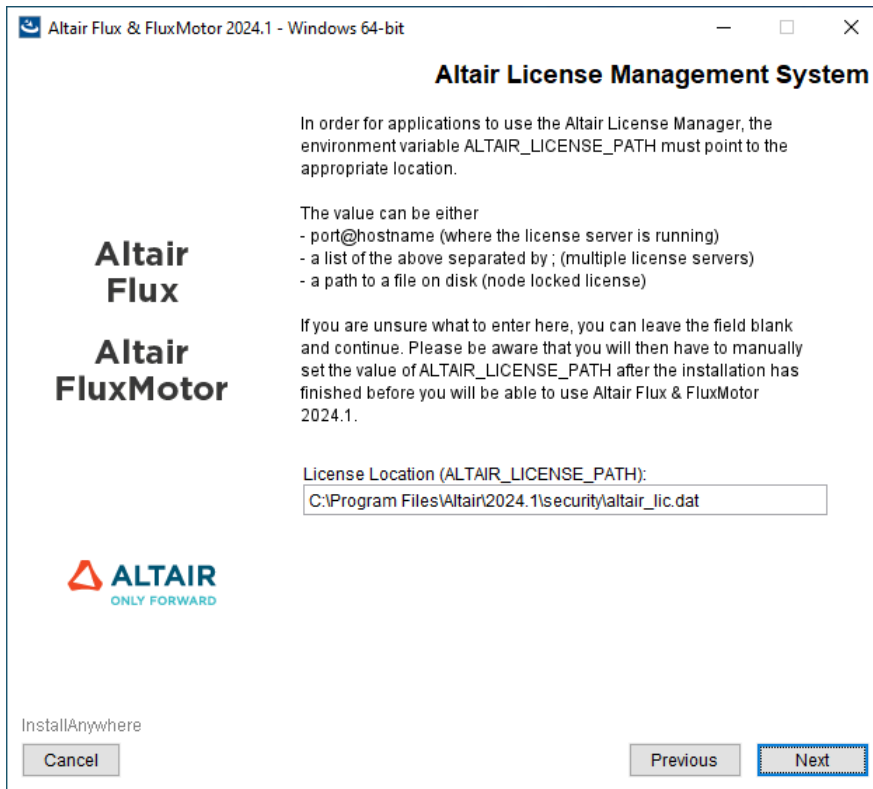 Altair Flux & FluxMotor 2024.1 - Windows 64-bit
Altair License Management System
In order for applications to use the Altair License Manager, the
environment variable ALTAIR_LICENSE_PATH must point to the
appropriate location.
The value can be either
- port@hostname (where the license server is running)
- a list of the above separated by ; (multiple license servers)
- a path to a file on disk (node locked license)
If you are unsure what to enter here, you can leave the field blank
and continue. Please be aware that you will then have to manually
set the value of ALTAIR_LICENSE_PATH after the installation has
finished before you will be able to use Altair Flux & FluxMotor
2024.1.
License Location (ALTAIR_LICENSE_PATH):
C:\Program Files\Altair\2024.1\security\altair_lic.dat
Altair
Flux
Altair
FluxMotor
ALTAIR
ONLY FORWARD
InstallAnywhere
Cancel
Previous
Next